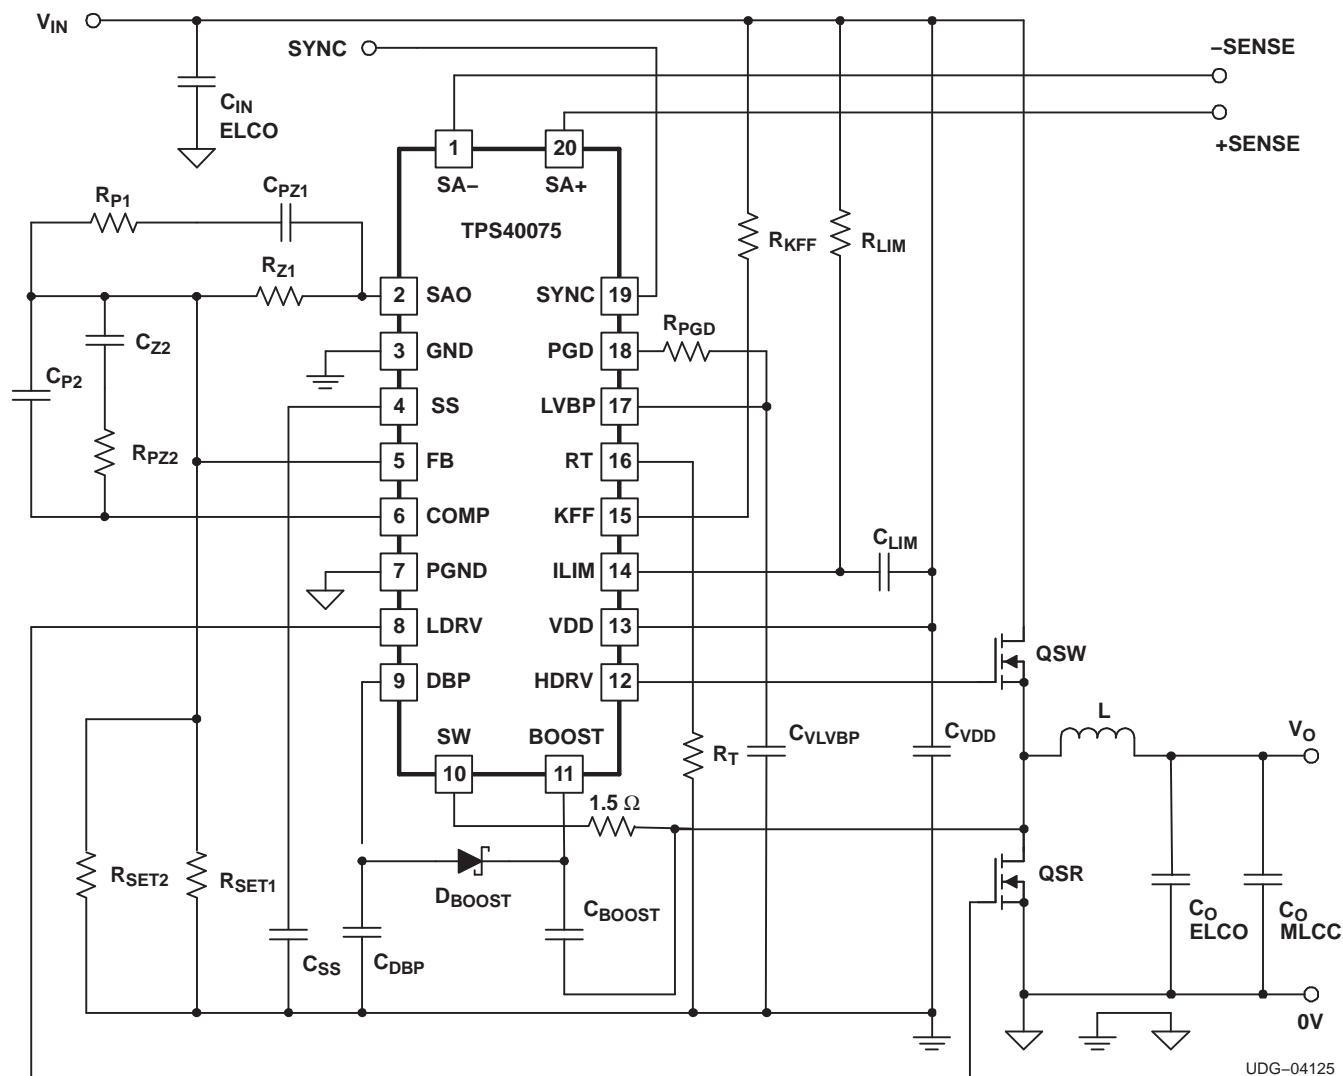 VIN
SYNC
–SENSE
CIN
ELCO
+SENSE
1
20
SA–
SA+
RP1
CPZ1
TPS40075
RKFF
RLIM
RZ1
2
SAO
SYNC
19
RPGD
CZ2
3
GND
PGD
18
CP2
4
SS
LVBP
17
RPZ2
5
FB
RT
16
6
COMP
KFF
15
CLIM
7
PGND
ILIM
14
8
LDRV
VDD
13
QSW
9
DBP
HDRV
12
SW
BOOST
L
VO
10
11
RT
CVLVBP
CVDD
1.5 Ω
RSET2
RSET1
DBOOST
QSR
CBOOST
CO
ELCO
CO
MLCC
CSS
CDBP
0V
UDG–04125